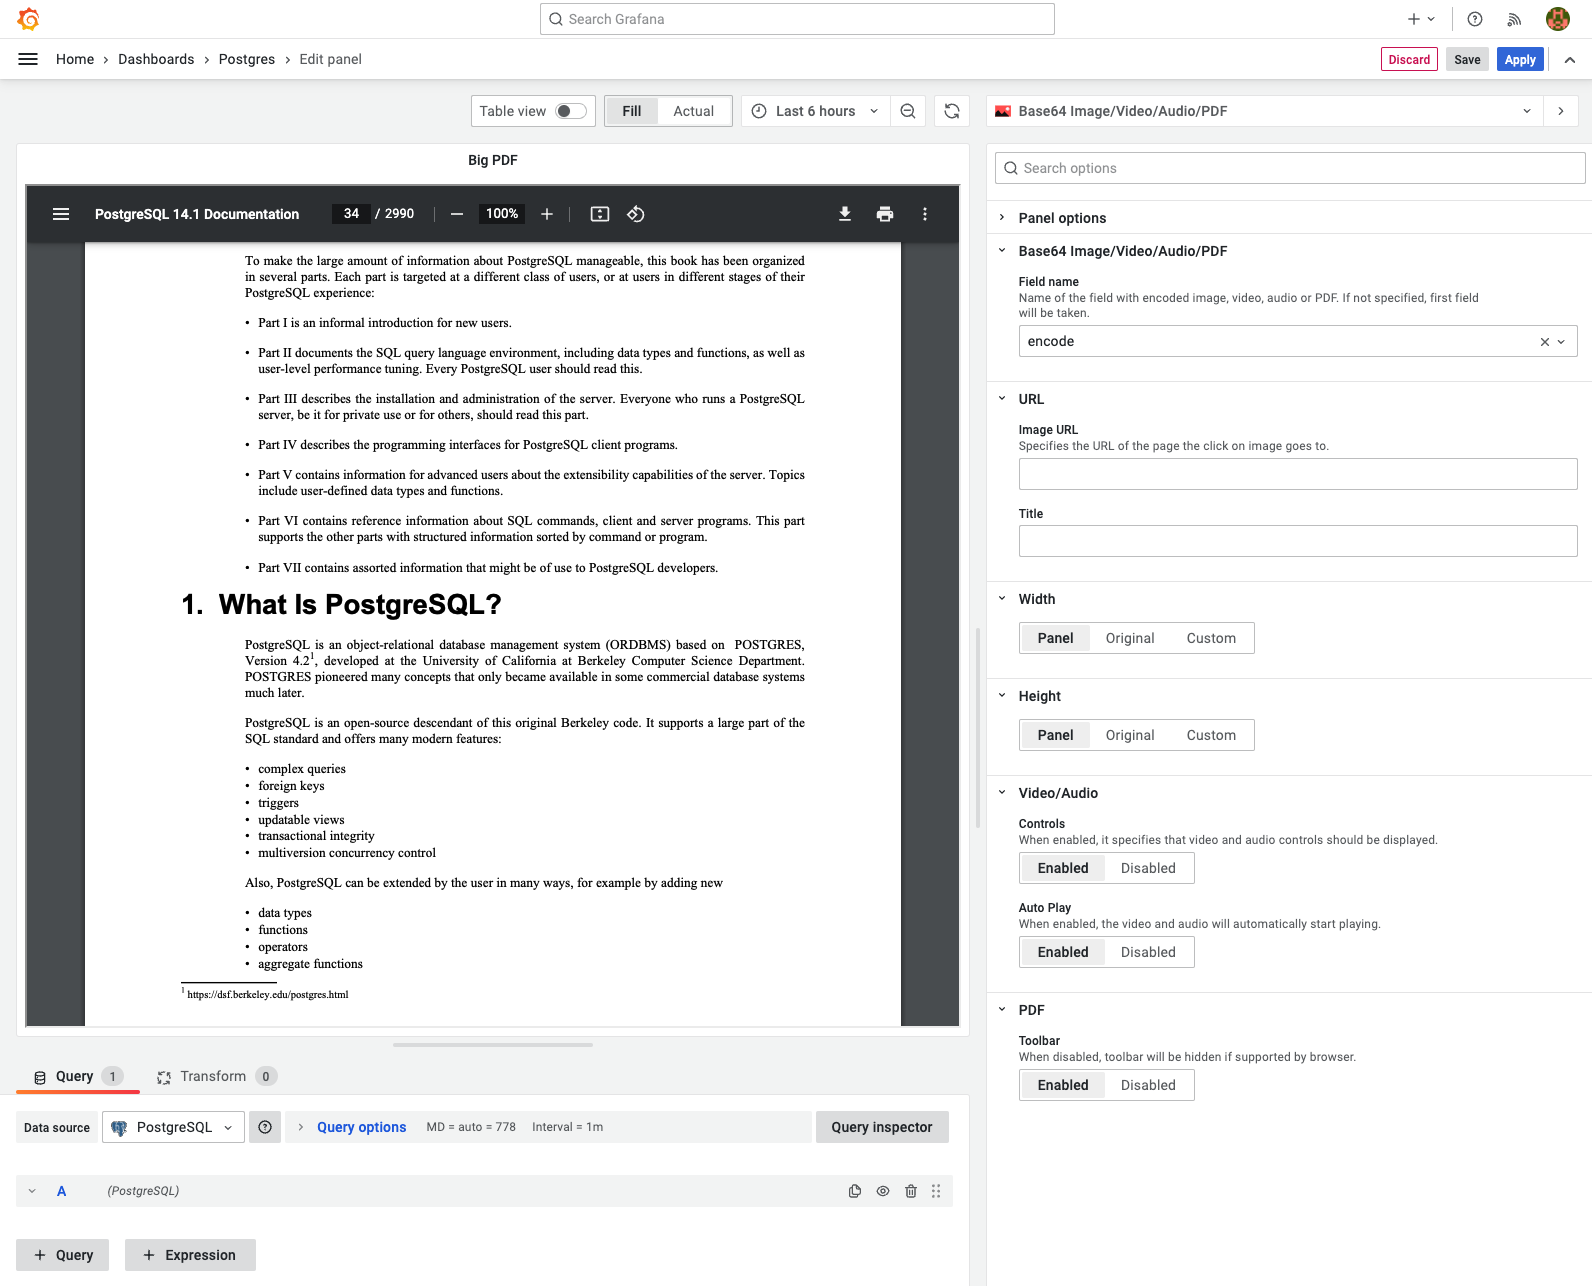 Search Grafana
Home › Dashboards › Postgres › Edit panel
Discard Save Apply
Table view Fill Actual Last 6 hours
Base64 Image/Video/Audio/PDF
Big PDF
PostgreSQL 14.1 Documentation 34 / 2990 — 100% +
To make the large amount of information about PostgreSQL manageable, this book has been organized
in several parts. Each part is targeted at a different class of users, or at users in different stages of their
PostgreSQL experience:
• Part I is an informal introduction for new users.
• Part II documents the SQL query language environment, including data types and functions, as well as
user-level performance tuning. Every PostgreSQL user should read this.
• Part III describes the installation and administration of the server. Everyone who runs a PostgreSQL
server, be it for private use or for others, should read this part.
• Part IV describes the programming interfaces for PostgreSQL client programs.
• Part V contains information for advanced users about the extensibility capabilities of the server. Topics
include user-defined data types and functions.
• Part VI contains reference information about SQL commands, client and server programs. This part
supports the other parts with structured information sorted by command or program.
• Part VII contains assorted information that might be of use to PostgreSQL developers.
1. What Is PostgreSQL?
PostgreSQL is an object-relational database management system (ORDBMS) based on POSTGRES,
Version 4.2¹, developed at the University of California at Berkeley Computer Science Department.
POSTGRES pioneered many concepts that only became available in some commercial database systems
much later.
PostgreSQL is an open-source descendant of this original Berkeley code. It supports a large part of the
SQL standard and offers many modern features:
• complex queries
• foreign keys
• triggers
• updatable views
• transactional integrity
• multiversion concurrency control
Also, PostgreSQL can be extended by the user in many ways, for example by adding new
• data types
• functions
• operators
• aggregate functions
¹ https://dsf.berkeley.edu/postgres.html
Query 1 Transform 0
Data source PostgreSQL Query options MD = auto = 778 Interval = 1m Query inspector
A (PostgreSQL)
+ Query + Expression
Search options
Panel options
Base64 Image/Video/Audio/PDF
Field name
Name of the field with encoded image, video, audio or PDF. If not specified, first field
will be taken.
encode
URL
Image URL
Specifies the URL of the page the click on image goes to.
Title
Width
Panel Original Custom
Height
Panel Original Custom
Video/Audio
Controls
When enabled, it specifies that video and audio controls should be displayed.
Enabled Disabled
Auto Play
When enabled, the video and audio will automatically start playing.
Enabled Disabled
PDF
Toolbar
When disabled, toolbar will be hidden if supported by browser.
Enabled Disabled